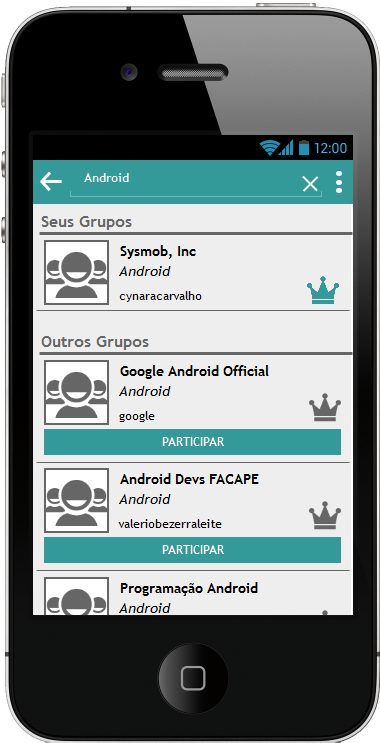 12:00
Android
Seus Grupos
Sysmob, Inc
Android
cynaracarvalho
Outros Grupos
Google Android Official
Android
google
PARTICIPAR
Android Devs FACAPE
Android
valeriobezerraleite
PARTICIPAR
Programação Android
Android